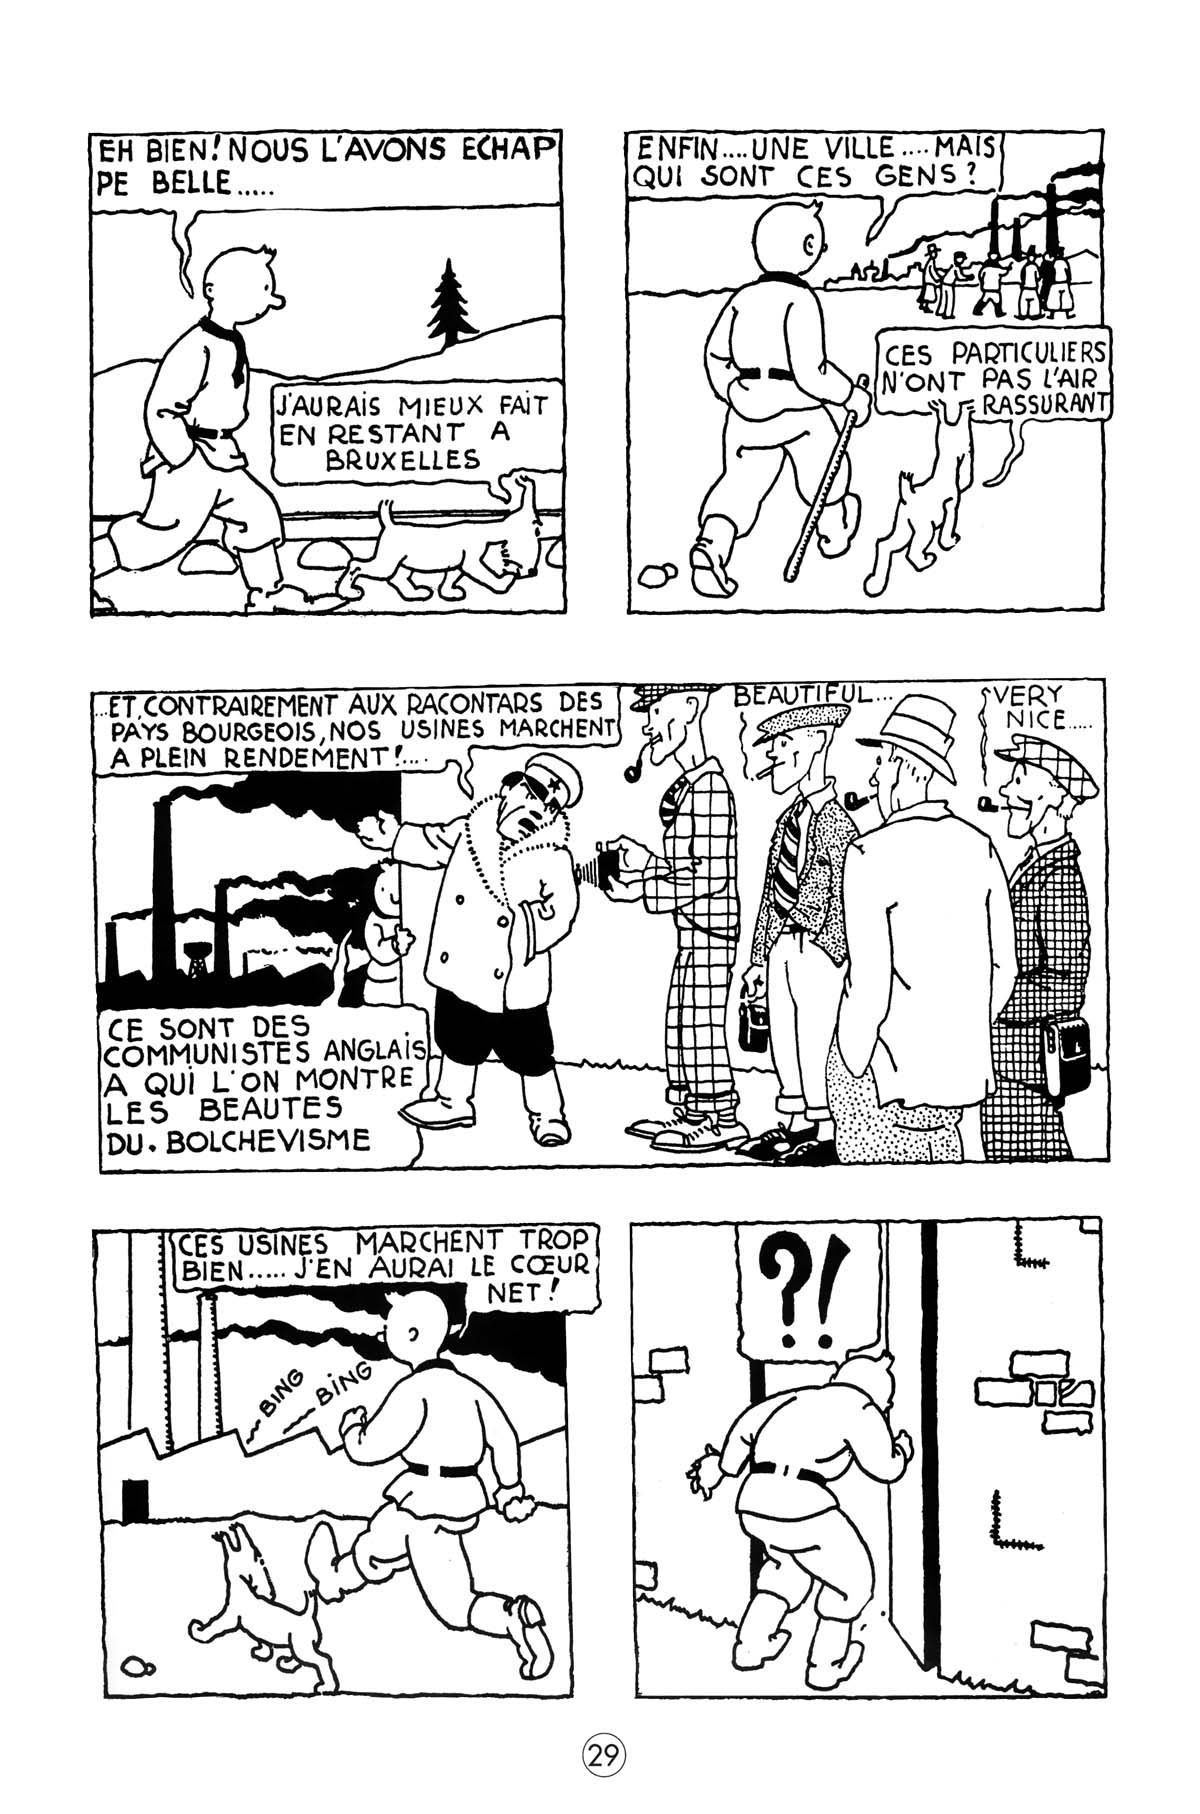 EH BIEN! NOUS L'AVONS ECHAP
PE BELLE.....
J'AURAIS MIEUX FAIT
EN RESTANT A
BRUXELLES
ENFIN....UNE VILLE....MAIS
QUI SONT CES GENS?
CES PARTICULIERS
N'ONT PAS L'AIR
RASSURANT
...ET, CONTRAIREMENT AUX RACONTARS DES
PAYS BOURGEOIS, NOS USINES MARCHENT
A PLEIN RENDEMENT!....
BEAUTIFUL...
VERY
NICE.....
CE SONT DES
COMMUNISTES ANGLAIS
A QUI L'ON MONTRE
LES BEAUTES
DU. BOLCHEVISME
CES USINES MARCHENT TROP
BIEN..... J'EN AURAI LE CŒUR
NET!
BING
BING
?!
29